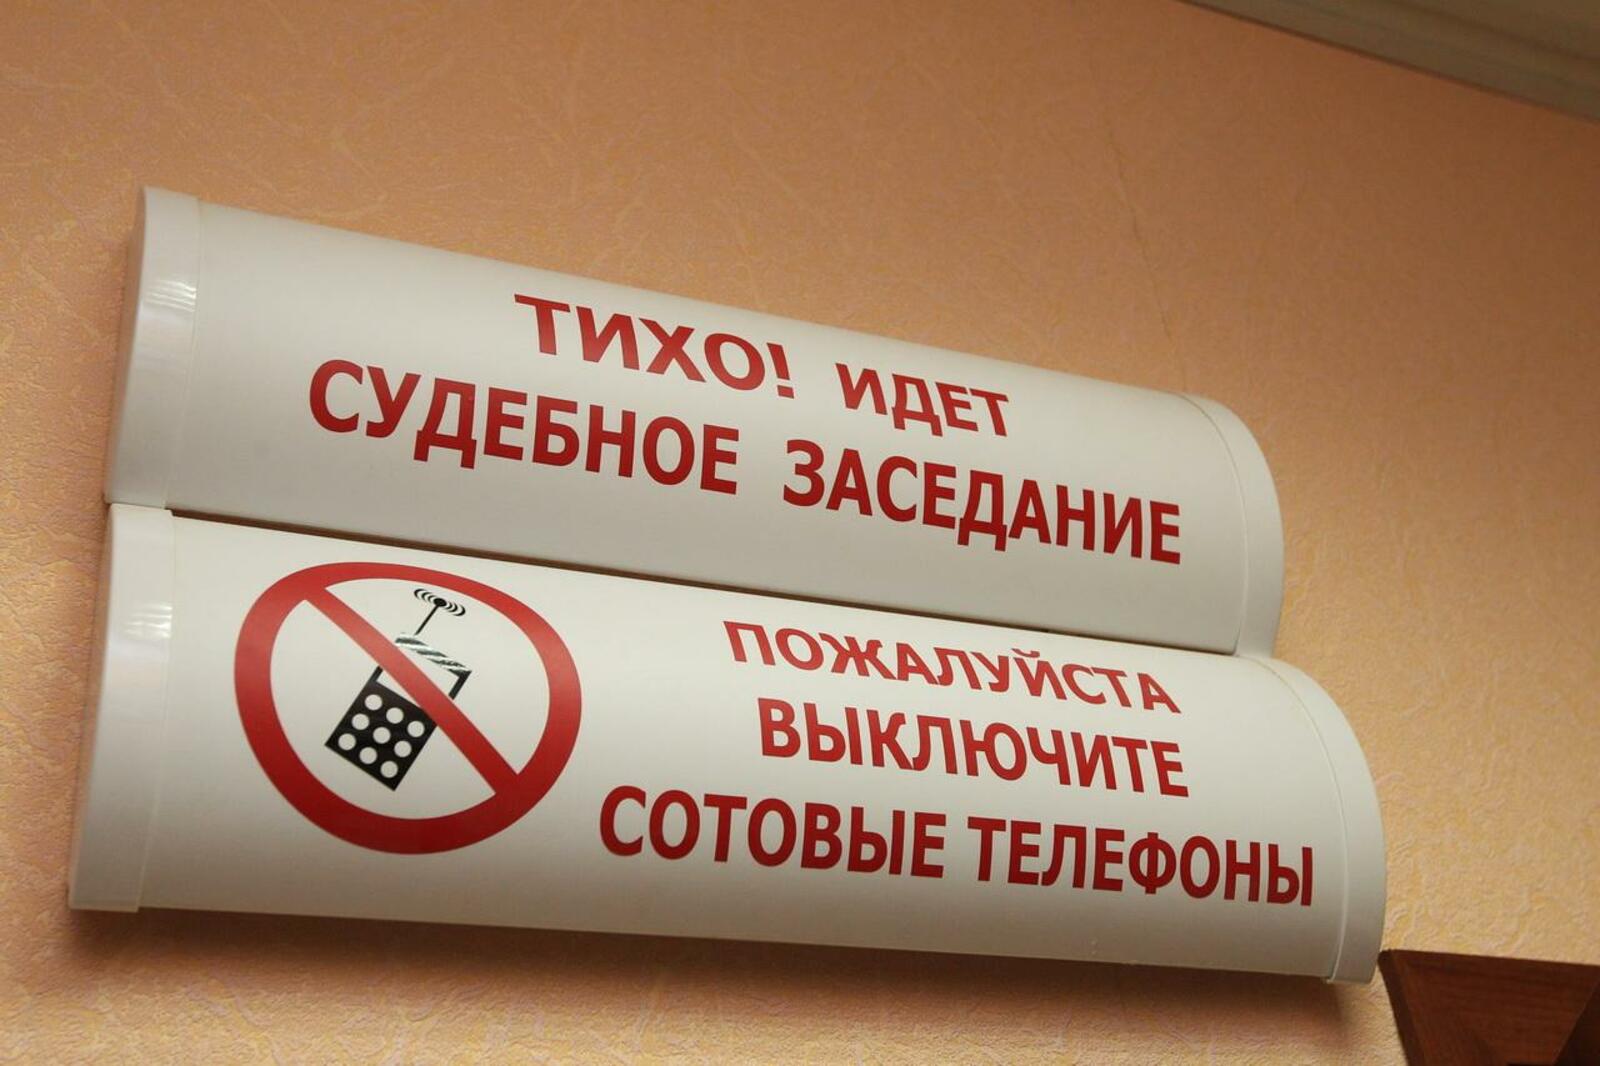 ТИХО! ИДЕТ
СУДЕБНОЕ ЗАСЕДАНИЕ
ПОЖАЛУЙСТА
ВЫКЛЮЧИТЕ
СОТОВЫЕ ТЕЛЕФОНЫ